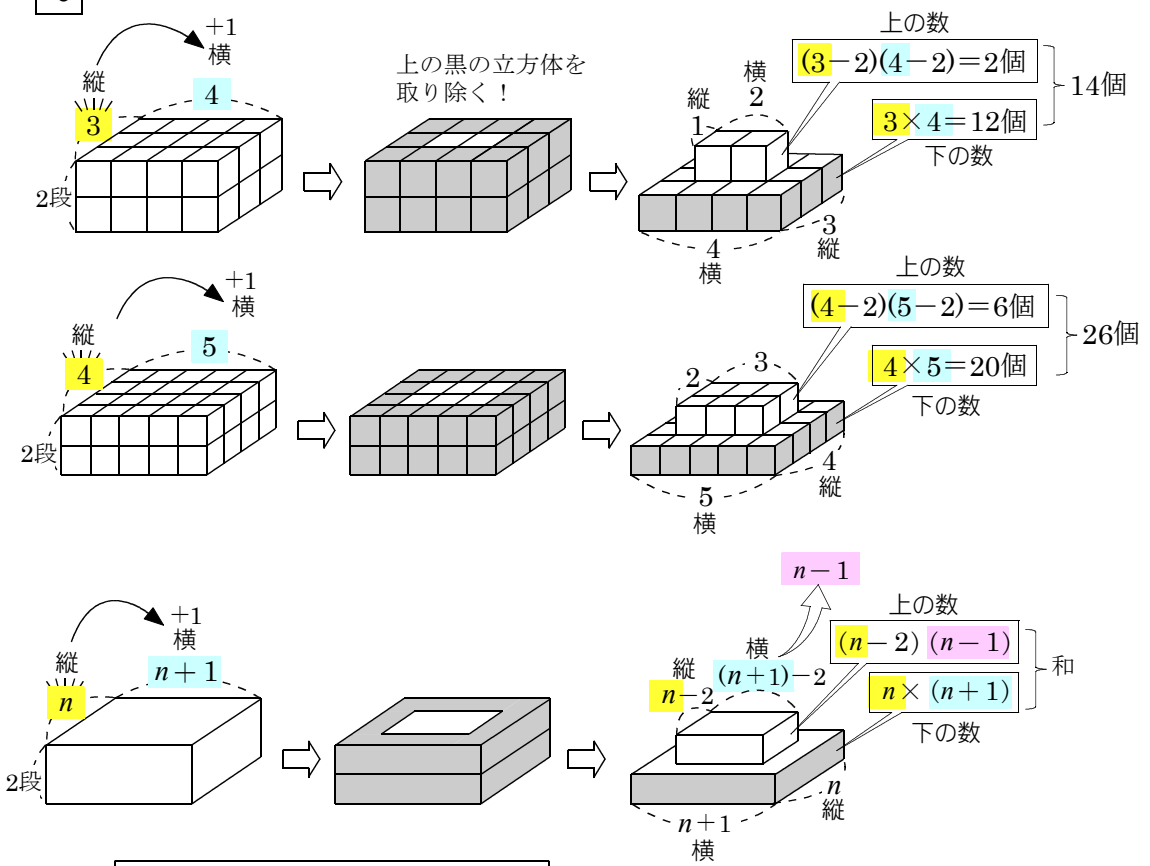 +1
横
縦
4
3
2段
上の黒の立方体を
取り除く！
縦
1
横
2
上の数
(3−2)(4−2)=2個
3×4=12個
下の数
14個
4
横
3
縦
+1
横
縦
5
4
2段
2
3
上の数
(4−2)(5−2)=6個
4×5=20個
下の数
26個
5
横
4
縦
+1
横
縦
n+1
n
2段
n−1
縦
n−2
横
(n+1)−2
上の数
(n−2)(n−1)
n×(n+1)
下の数
和
n+1
横
n
縦